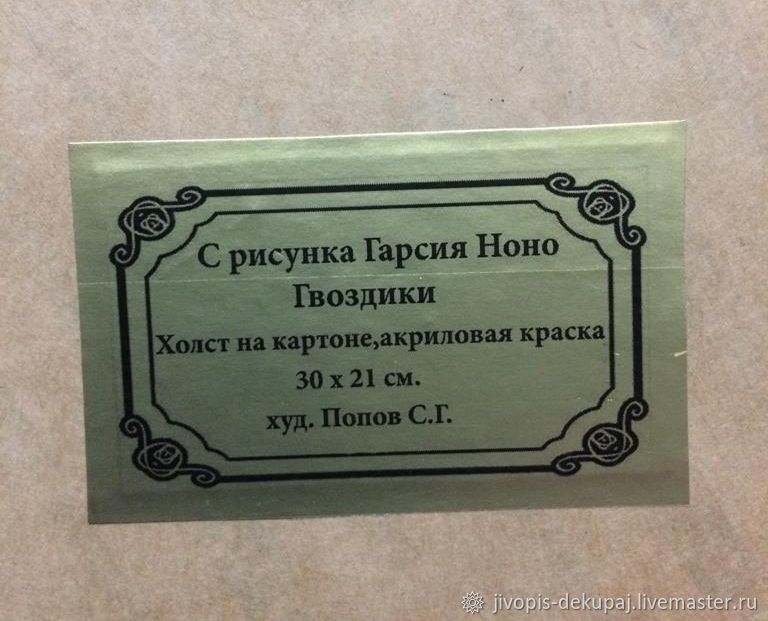 С рисунка Гарсия Ноно
Гвоздики
Холст на картоне,акриловая краска
30 х 21 см.
худ. Попов С.Г.
jivopis-dekupaj.livemaster.ru